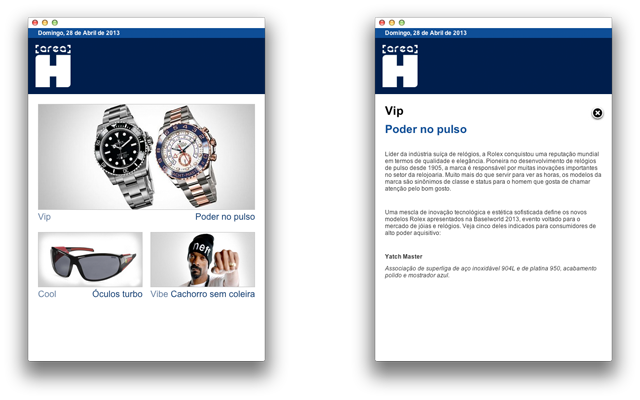 Domingo, 28 de Abril de 2013
[area]
H
neff
Vip Poder no pulso
Cool Óculos turbo
Vibe Cachorro sem coleira
Domingo, 28 de Abril de 2013
[area]
H
Vip
Poder no pulso
Líder da indústria suíça de relógios, a Rolex conquistou uma reputação mundial
em termos de qualidade e elegância. Pioneira no desenvolvimento de relógios
de pulso desde 1905, a marca é responsável por muitas inovações importantes
no setor da relojoaria. Muito mais do que servir para ver as horas, os modelos da
marca são sinônimos de classe e status para o homem que gosta de chamar
atenção pelo bom gosto.
Uma mescla de inovação tecnológica e estética sofisticada define os novos
modelos Rolex apresentados na Baselworld 2013, evento voltado para o
mercado de jóias e relógios. Veja cinco deles indicados para consumidores de
alto poder aquisitivo:
Yatch Master
Associação de superliga de aço inoxidável 904L e de platina 950, acabamento
polido e mostrador azul.